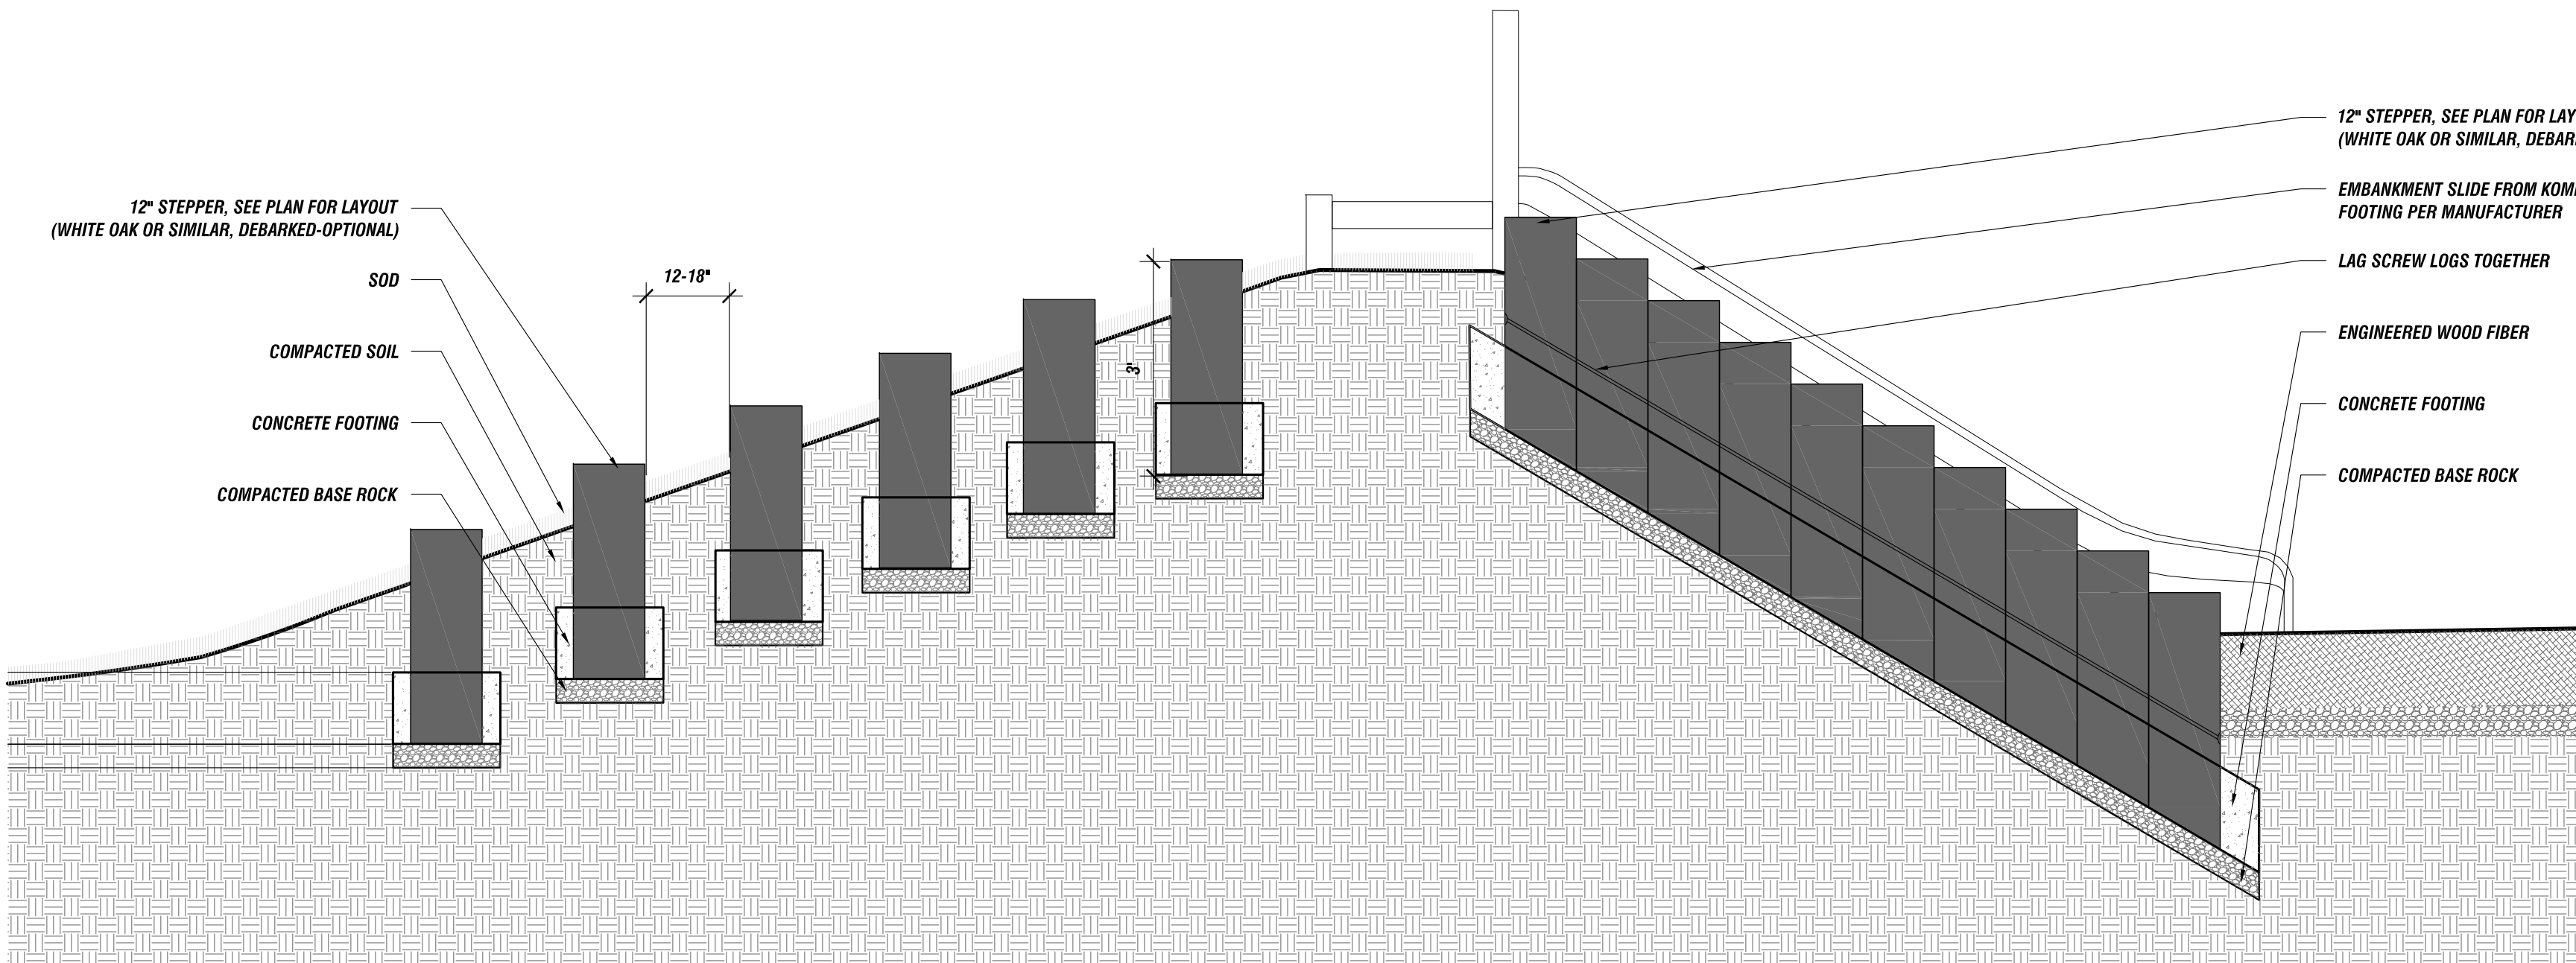 12" STEPPER, SEE PLAN FOR LAYOUT
(WHITE OAK OR SIMILAR, DEBARKED-OPTIONAL)
SOD
COMPACTED SOIL
CONCRETE FOOTING
COMPACTED BASE ROCK
12-18"
3'
12" STEPPER, SEE PLAN FOR LAY
(WHITE OAK OR SIMILAR, DEBAR
EMBANKMENT SLIDE FROM
FOOTING PER MANUFACTURER
LAG SCREW LOGS TOGETHER
ENGINEERED WOOD FIBER
CONCRETE FOOTING
COMPACTED BASE ROCK